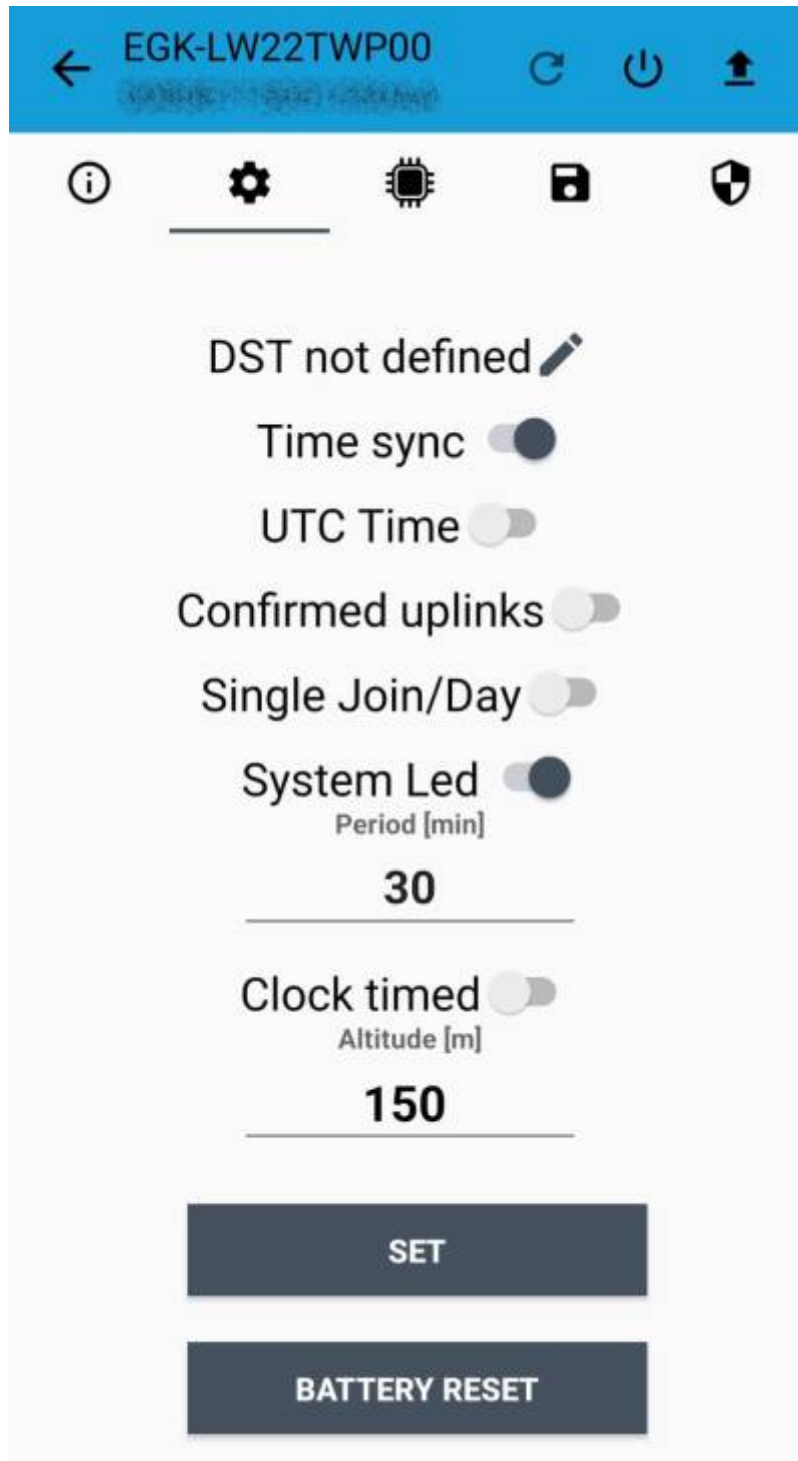 EGK-LW22TWP00
DST not defined
Time sync
UTC Time
Confirmed uplinks
Single Join/Day
System Led
Period [min]
30
Clock timed
Altitude [m]
150
SET
BATTERY RESET